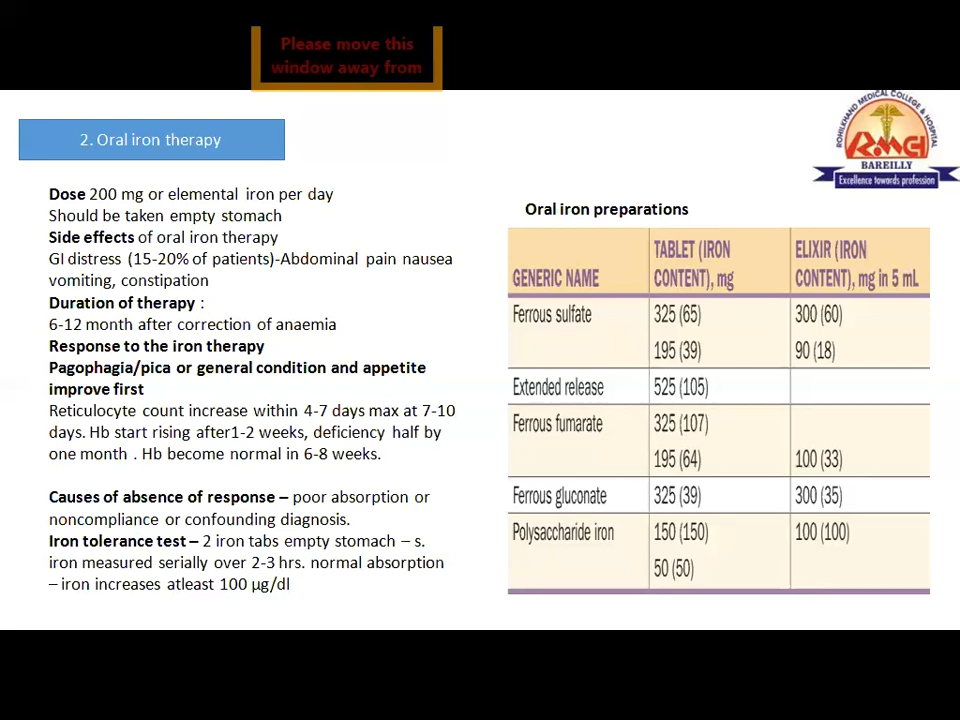 Please move this
window away from
2. Oral iron therapy
ROHILKHAND MEDICAL COLLEGE & HOSPITAL
RMCH
BAREILLY
Excellence towards profession
Dose 200 mg or elemental iron per day
Should be taken empty stomach
Side effects of oral iron therapy
GI distress (15-20% of patients)-Abdominal pain nausea
vomiting, constipation
Duration of therapy :
6-12 month after correction of anaemia
Response to the iron therapy
Pagophagia/pica or general condition and appetite
improve first
Reticulocyte count increase within 4-7 days max at 7-10
days. Hb start rising after1-2 weeks, deficiency half by
one month . Hb become normal in 6-8 weeks.
Causes of absence of response – poor absorption or
noncompliance or confounding diagnosis.
Iron tolerance test – 2 iron tabs empty stomach – s.
iron measured serially over 2-3 hrs. normal absorption
– iron increases atleast 100 µg/dl
Oral iron preparations
GENERIC NAME TABLET (IRON CONTENT), mg ELIXIR (IRON CONTENT), mg in 5 mL
Ferrous sulfate 325 (65) 300 (60)
195 (39) 90 (18)
Extended release 525 (105)
Ferrous fumarate 325 (107)
195 (64) 100 (33)
Ferrous gluconate 325 (39) 300 (35)
Polysaccharide iron 150 (150) 100 (100)
50 (50)